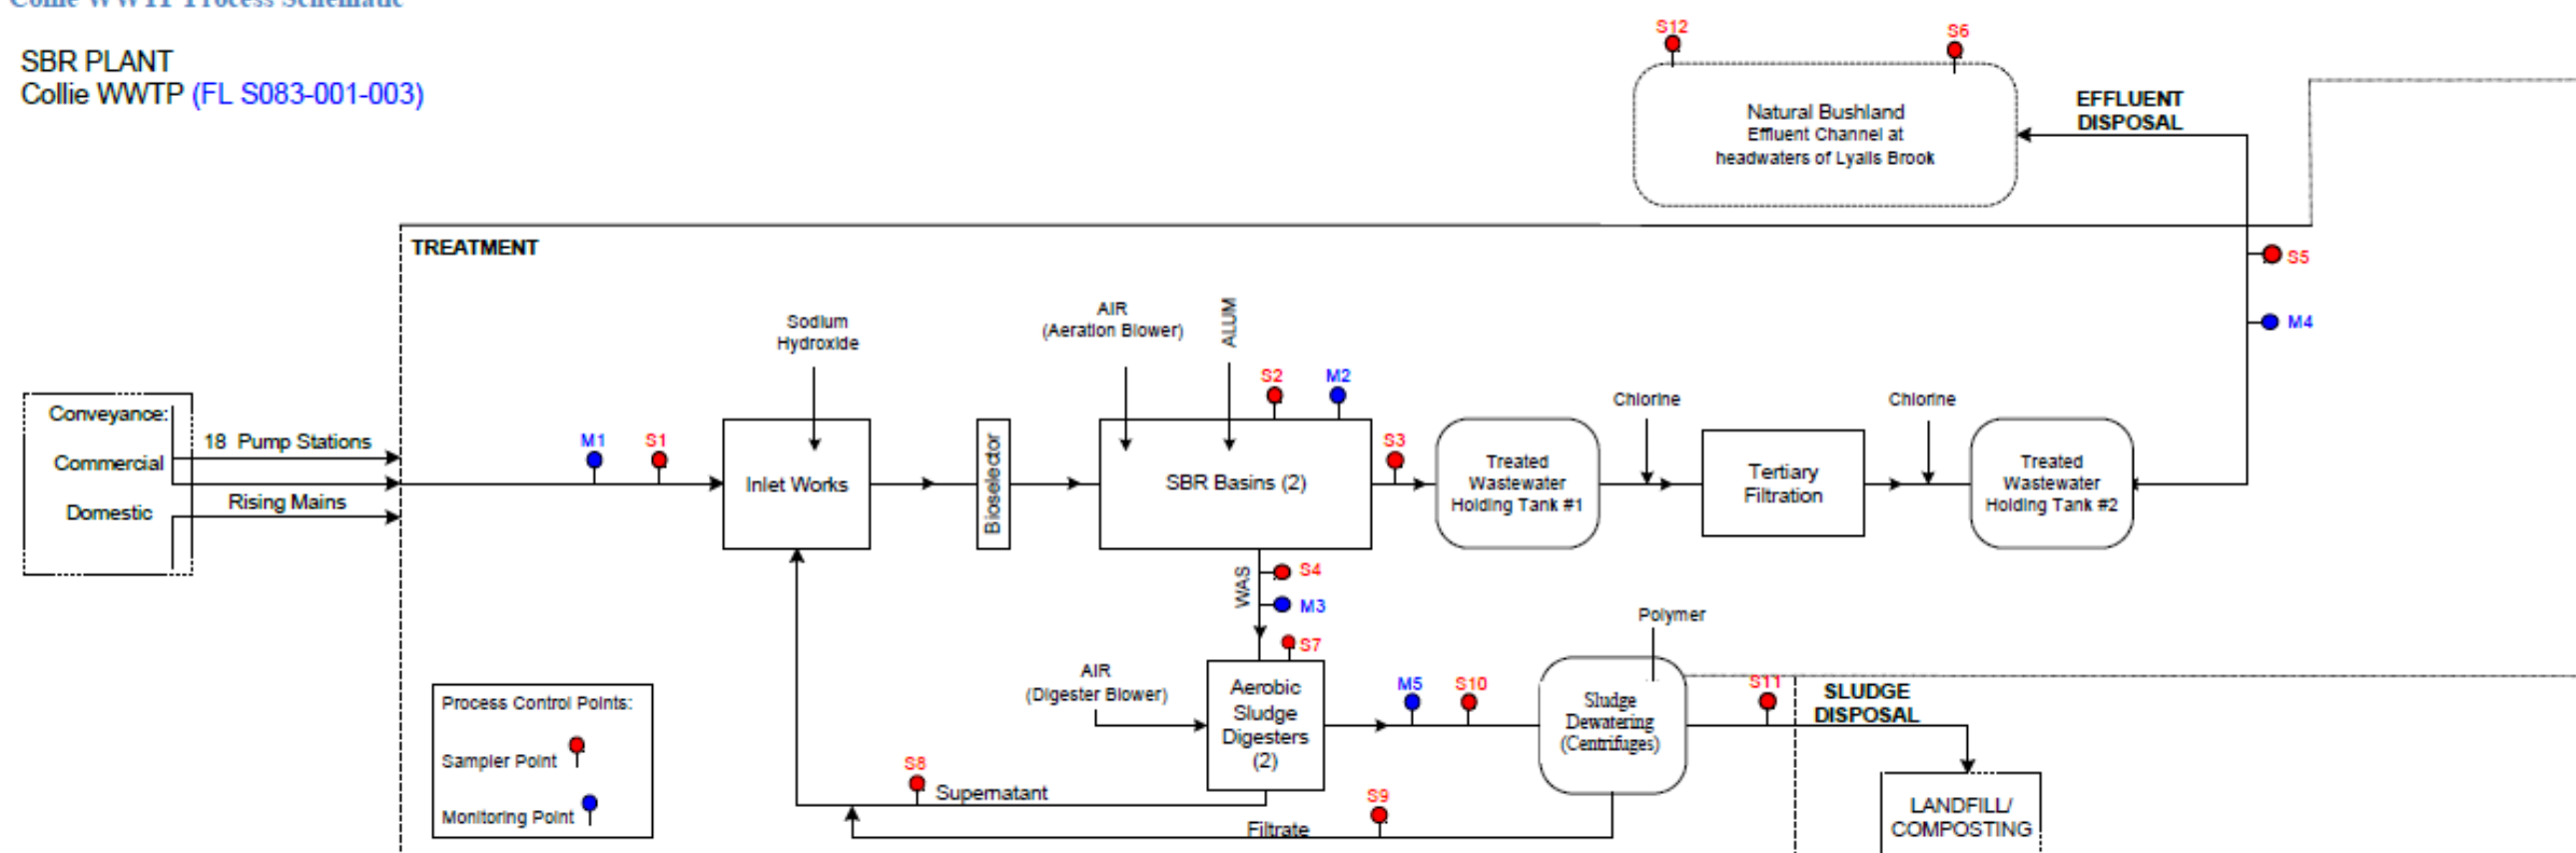 Collie WWTP Process Schematic
SBR PLANT
Collie WWTP (FL S083-001-003)
S12
S6
Natural Bushland
Effluent Channel at
headwaters of Lyalls Brook
EFFLUENT
DISPOSAL
TREATMENT
S5
M4
Sodium
Hydroxide
AIR
(Aeration Blower)
ALUM
S2
M2
Chlorine
Chlorine
Conveyance:
Commercial
Domestic
18 Pump Stations
Rising Mains
M1
S1
Inlet Works
Bioselector
SBR Basins (2)
S3
Treated
Wastewater
Holding Tank #1
Tertiary
Filtration
Treated
Wastewater
Holding Tank #2
WAS
S4
M3
S7
Polymer
AIR
(Digester Blower)
Aerobic
Sludge
Digesters
(2)
M5
S10
Sludge
Dewatering
(Centrifuges)
S11
SLUDGE
DISPOSAL
Process Control Points:
Sampler Point
Monitoring Point
S8
Supernatant
S9
Filtrate
LANDFILL/
COMPOSTING